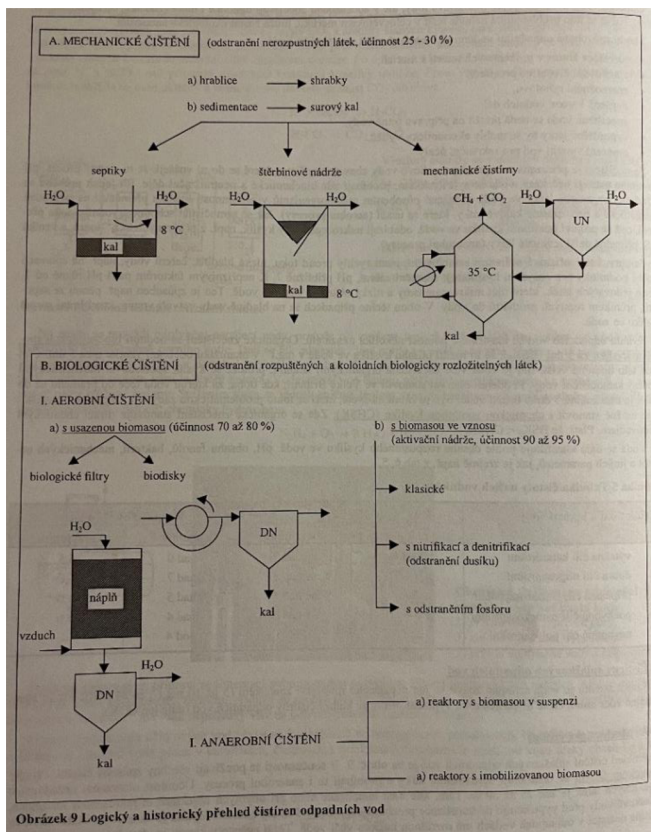 A. MECHANICKÉ ČIŠTĚNÍ (odstranění nerozpustných látek, účinnost 25 - 30 %)
a) hrablice shrabky
b) sedimentace surový kal
septiky štěrbinové nádrže mechanické čistírny
H₂O H₂O H₂O H₂O CH₄ + CO₂ H₂O H₂O
8 °C UN
kal 35 °C
kal 8 °C
kal
B. BIOLOGICKÉ ČIŠTĚNÍ (odstranění rozpuštěných a koloidních biologicky rozložitelných látek)
I. AEROBNÍ ČIŠTĚNÍ
a) s usazenou biomasou (účinnost 70 až 80 %)
biologické filtry biodisky
H₂O
DN
náplň
kal
vzduch
H₂O
DN
kal
b) s biomasou ve vznosu
(aktivační nádrže, účinnost 90 až 95 %)
klasické
s nitrifikací a denitrifikací
(odstranění dusíku)
s odstraněním fosforu
I. ANAEROBNÍ ČIŠTĚNÍ
a) reaktory s biomasou v suspenzi
a) reaktory s imobilizovanou biomasou
Obrázek 9 Logický a historický přehled čistíren odpadních vod